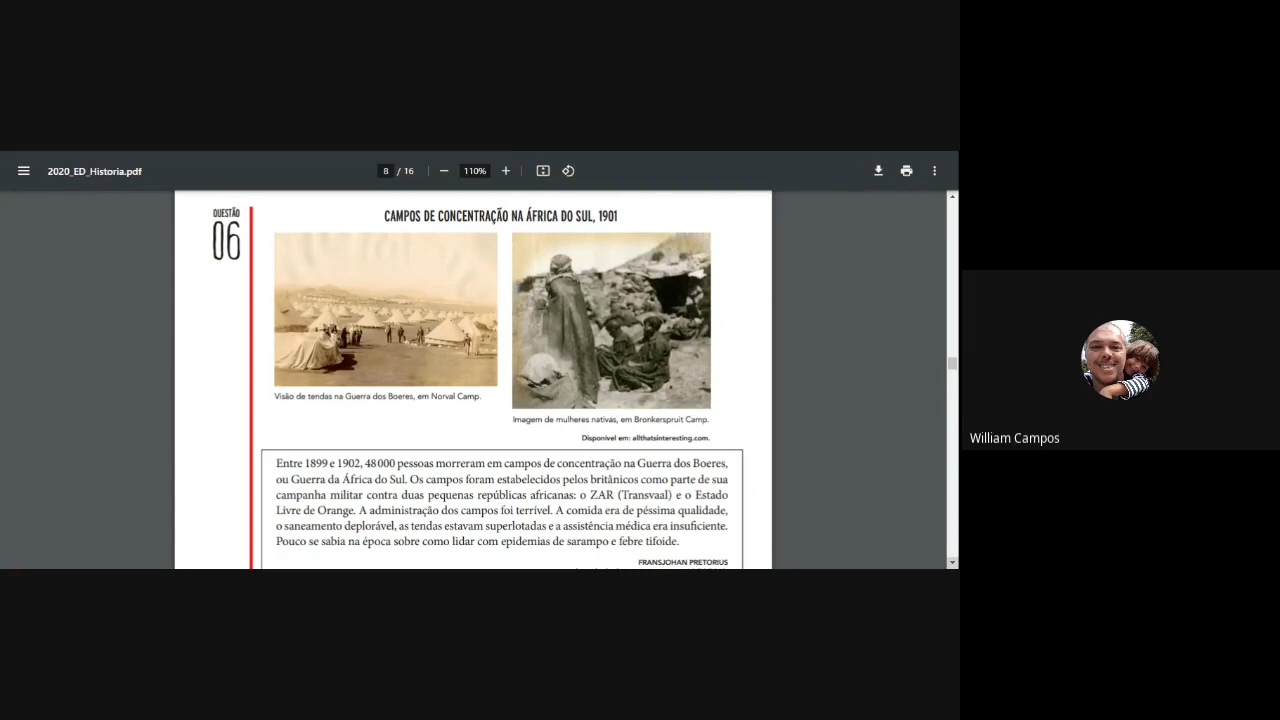 2020_ED_Historia.pdf
8 / 16
110%
QUESTÃO
06
CAMPOS DE CONCENTRAÇÃO NA ÁFRICA DO SUL, 1901
Visão de tendas na Guerra dos Boeres, em Norval Camp.
Imagem de mulheres nativas, em Bronkerspruit Camp.
Disponível em: allthatsinteresting.com.
Entre 1899 e 1902, 48 000 pessoas morreram em campos de concentração na Guerra dos Boeres,
ou Guerra da África do Sul. Os campos foram estabelecidos pelos britânicos como parte de sua
campanha militar contra duas pequenas repúblicas africanas: o ZAR (Transvaal) e o Estado
Livre de Orange. A administração dos campos foi terrível. A comida era de péssima qualidade,
o saneamento deplorável, as tendas estavam superlotadas e a assistência médica era insuficiente.
Pouco se sabia na época sobre como lidar com epidemias de sarampo e febre tifoide.
FRANSJOHAN PRETORIUS
William Campos